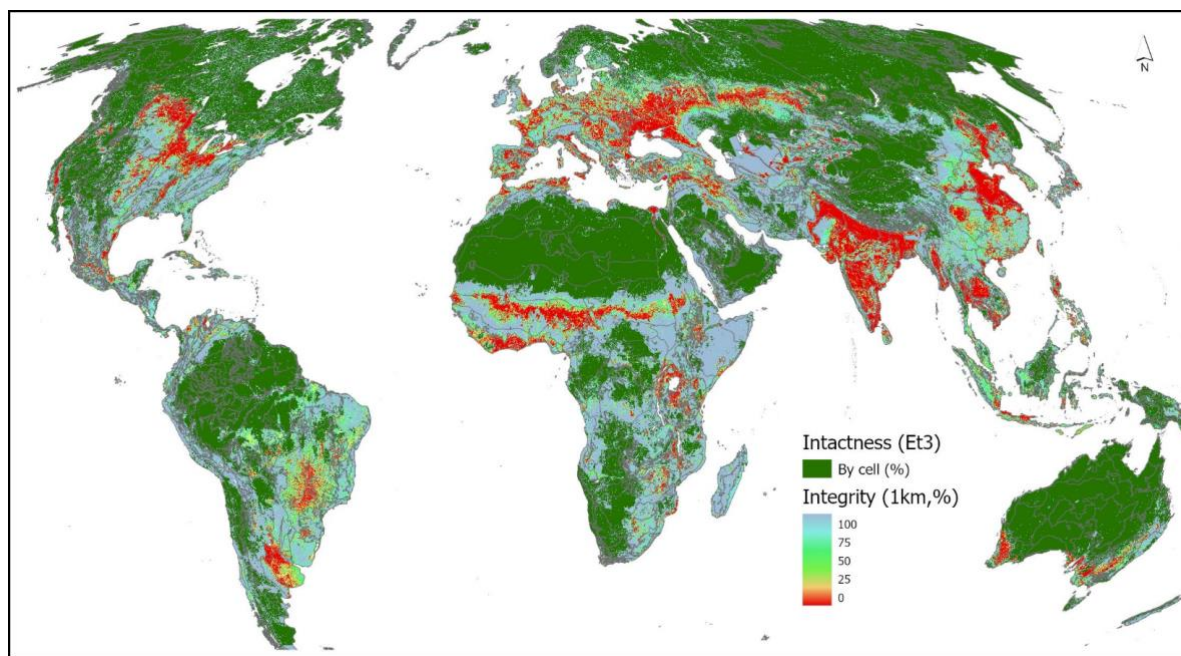 N
Intactness (Et3)
By cell (%)
Integrity (1km,%)
100
75
50
25
0